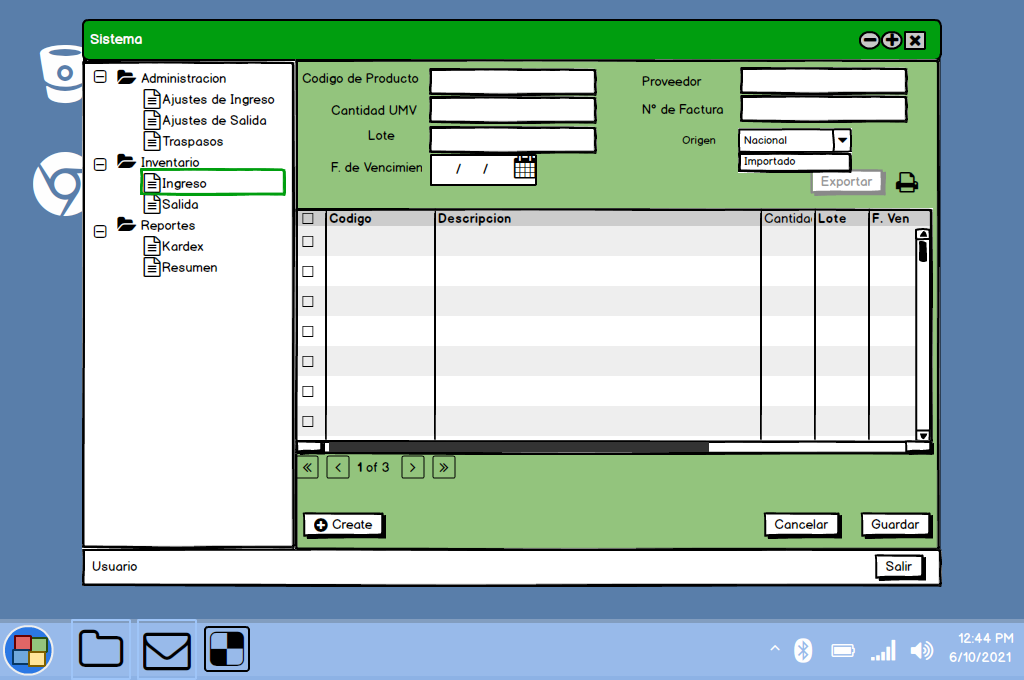 Sistema
Administracion
Ajustes de Ingreso
Ajustes de Salida
Traspasos
Inventario
Ingreso
Salida
Reportes
Kardex
Resumen
Codigo de Producto
Cantidad UMV
Lote
F. de Vencimien
/ /
Proveedor
N° de Factura
Origen
Nacional
Importado
Exportar
Codigo Descripcion Cantidad Lote F. Ven
« < 1 of 3 > »
Create
Cancelar
Guardar
Usuario
Salir
12:44 PM
6/10/2021